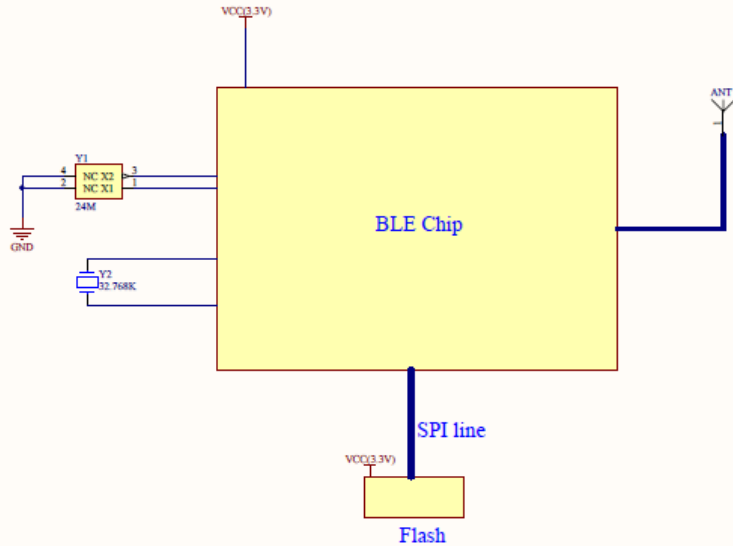 VCC(3.3V)
ANT
Y1
4 NC X2 3
2 NC X1 1
24M
GND
BLE Chip
Y2
32.768K
SPI line
VCC(3.3V)
Flash